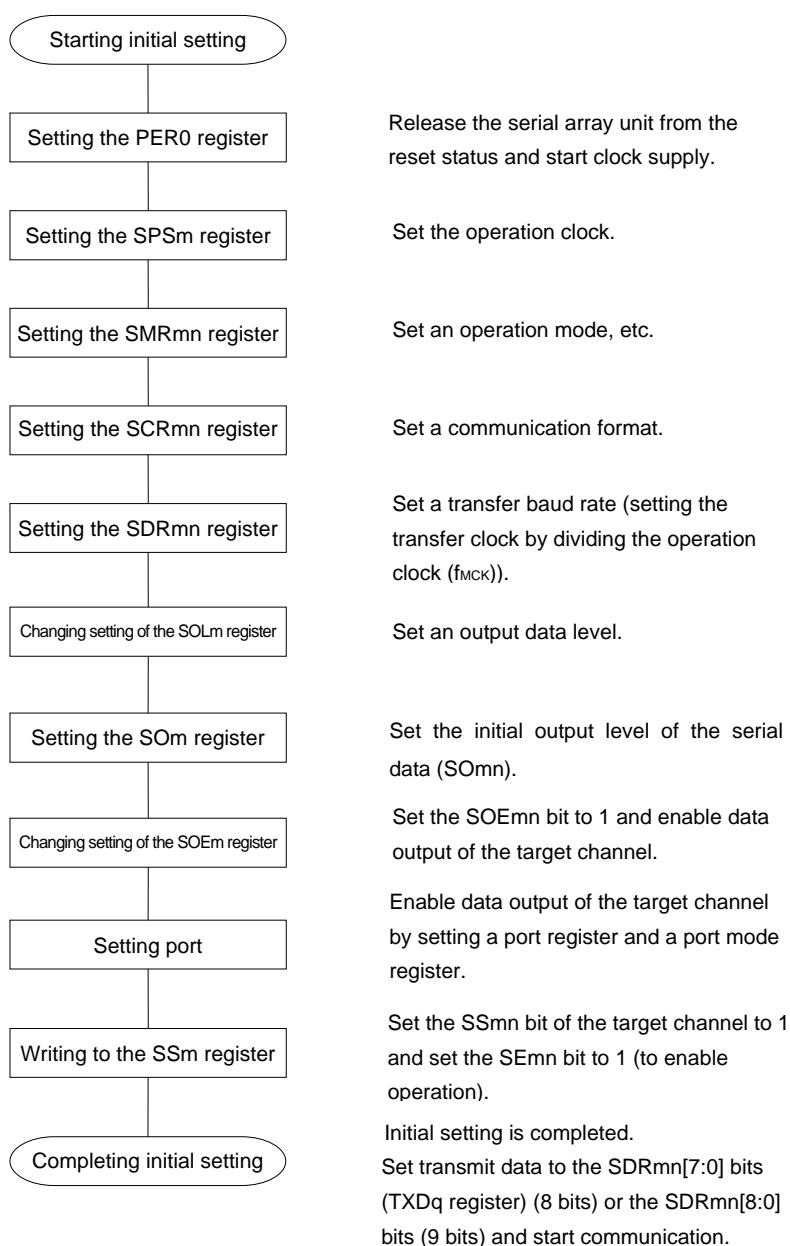 Starting initial setting
Setting the PER0 register
Release the serial array unit from the
reset status and start clock supply.
Setting the SPSm register
Set the operation clock.
Setting the SMRmn register
Set an operation mode, etc.
Setting the SCRmn register
Set a communication format.
Setting the SDRmn register
Set a transfer baud rate (setting the
transfer clock by dividing the operation
clock (fMCK)).
Changing setting of the SOLm register
Set an output data level.
Setting the SOm register
Set the initial output level of the serial
data (SOmn).
Changing setting of the SOEm register
Set the SOEmn bit to 1 and enable data
output of the target channel.
Setting port
Enable data output of the target channel
by setting a port register and a port mode
register.
Writing to the SSm register
Set the SSmn bit of the target channel to 1
and set the SEmn bit to 1 (to enable
operation).
Completing initial setting
Initial setting is completed.
Set transmit data to the SDRmn[7:0] bits
(TXDq register) (8 bits) or the SDRmn[8:0]
bits (9 bits) and start communication.